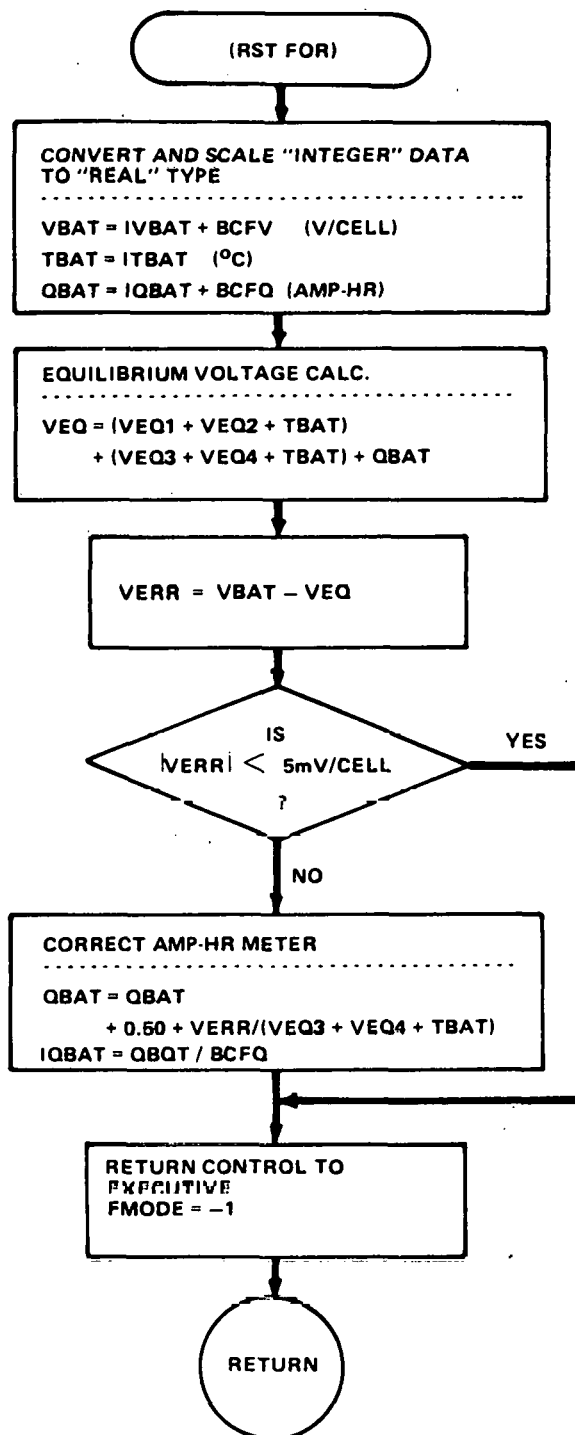 (RST FOR)
CONVERT AND SCALE "INTEGER" DATA
TO "REAL" TYPE
VBAT = IVBAT + BCFV (V/CELL)
TBAT = ITBAT (°C)
QBAT = IQBAT + BCFQ (AMP-HR)
EQUILIBRIUM VOLTAGE CALC.
VEQ = (VEQ1 + VEQ2 + TBAT)
+ (VEQ3 + VEQ4 + TBAT) + QBAT
VERR = VBAT – VEQ
IS
|VERR| < 5mV/CELL
?
YES
NO
CORRECT AMP-HR METER
QBAT = QBAT
+ 0.50 + VERR/(VEQ3 + VEQ4 + TBAT)
IQBAT = QBQT / BCFQ
RETURN CONTROL TO
EXECUTIVE
FMODE = –1
RETURN